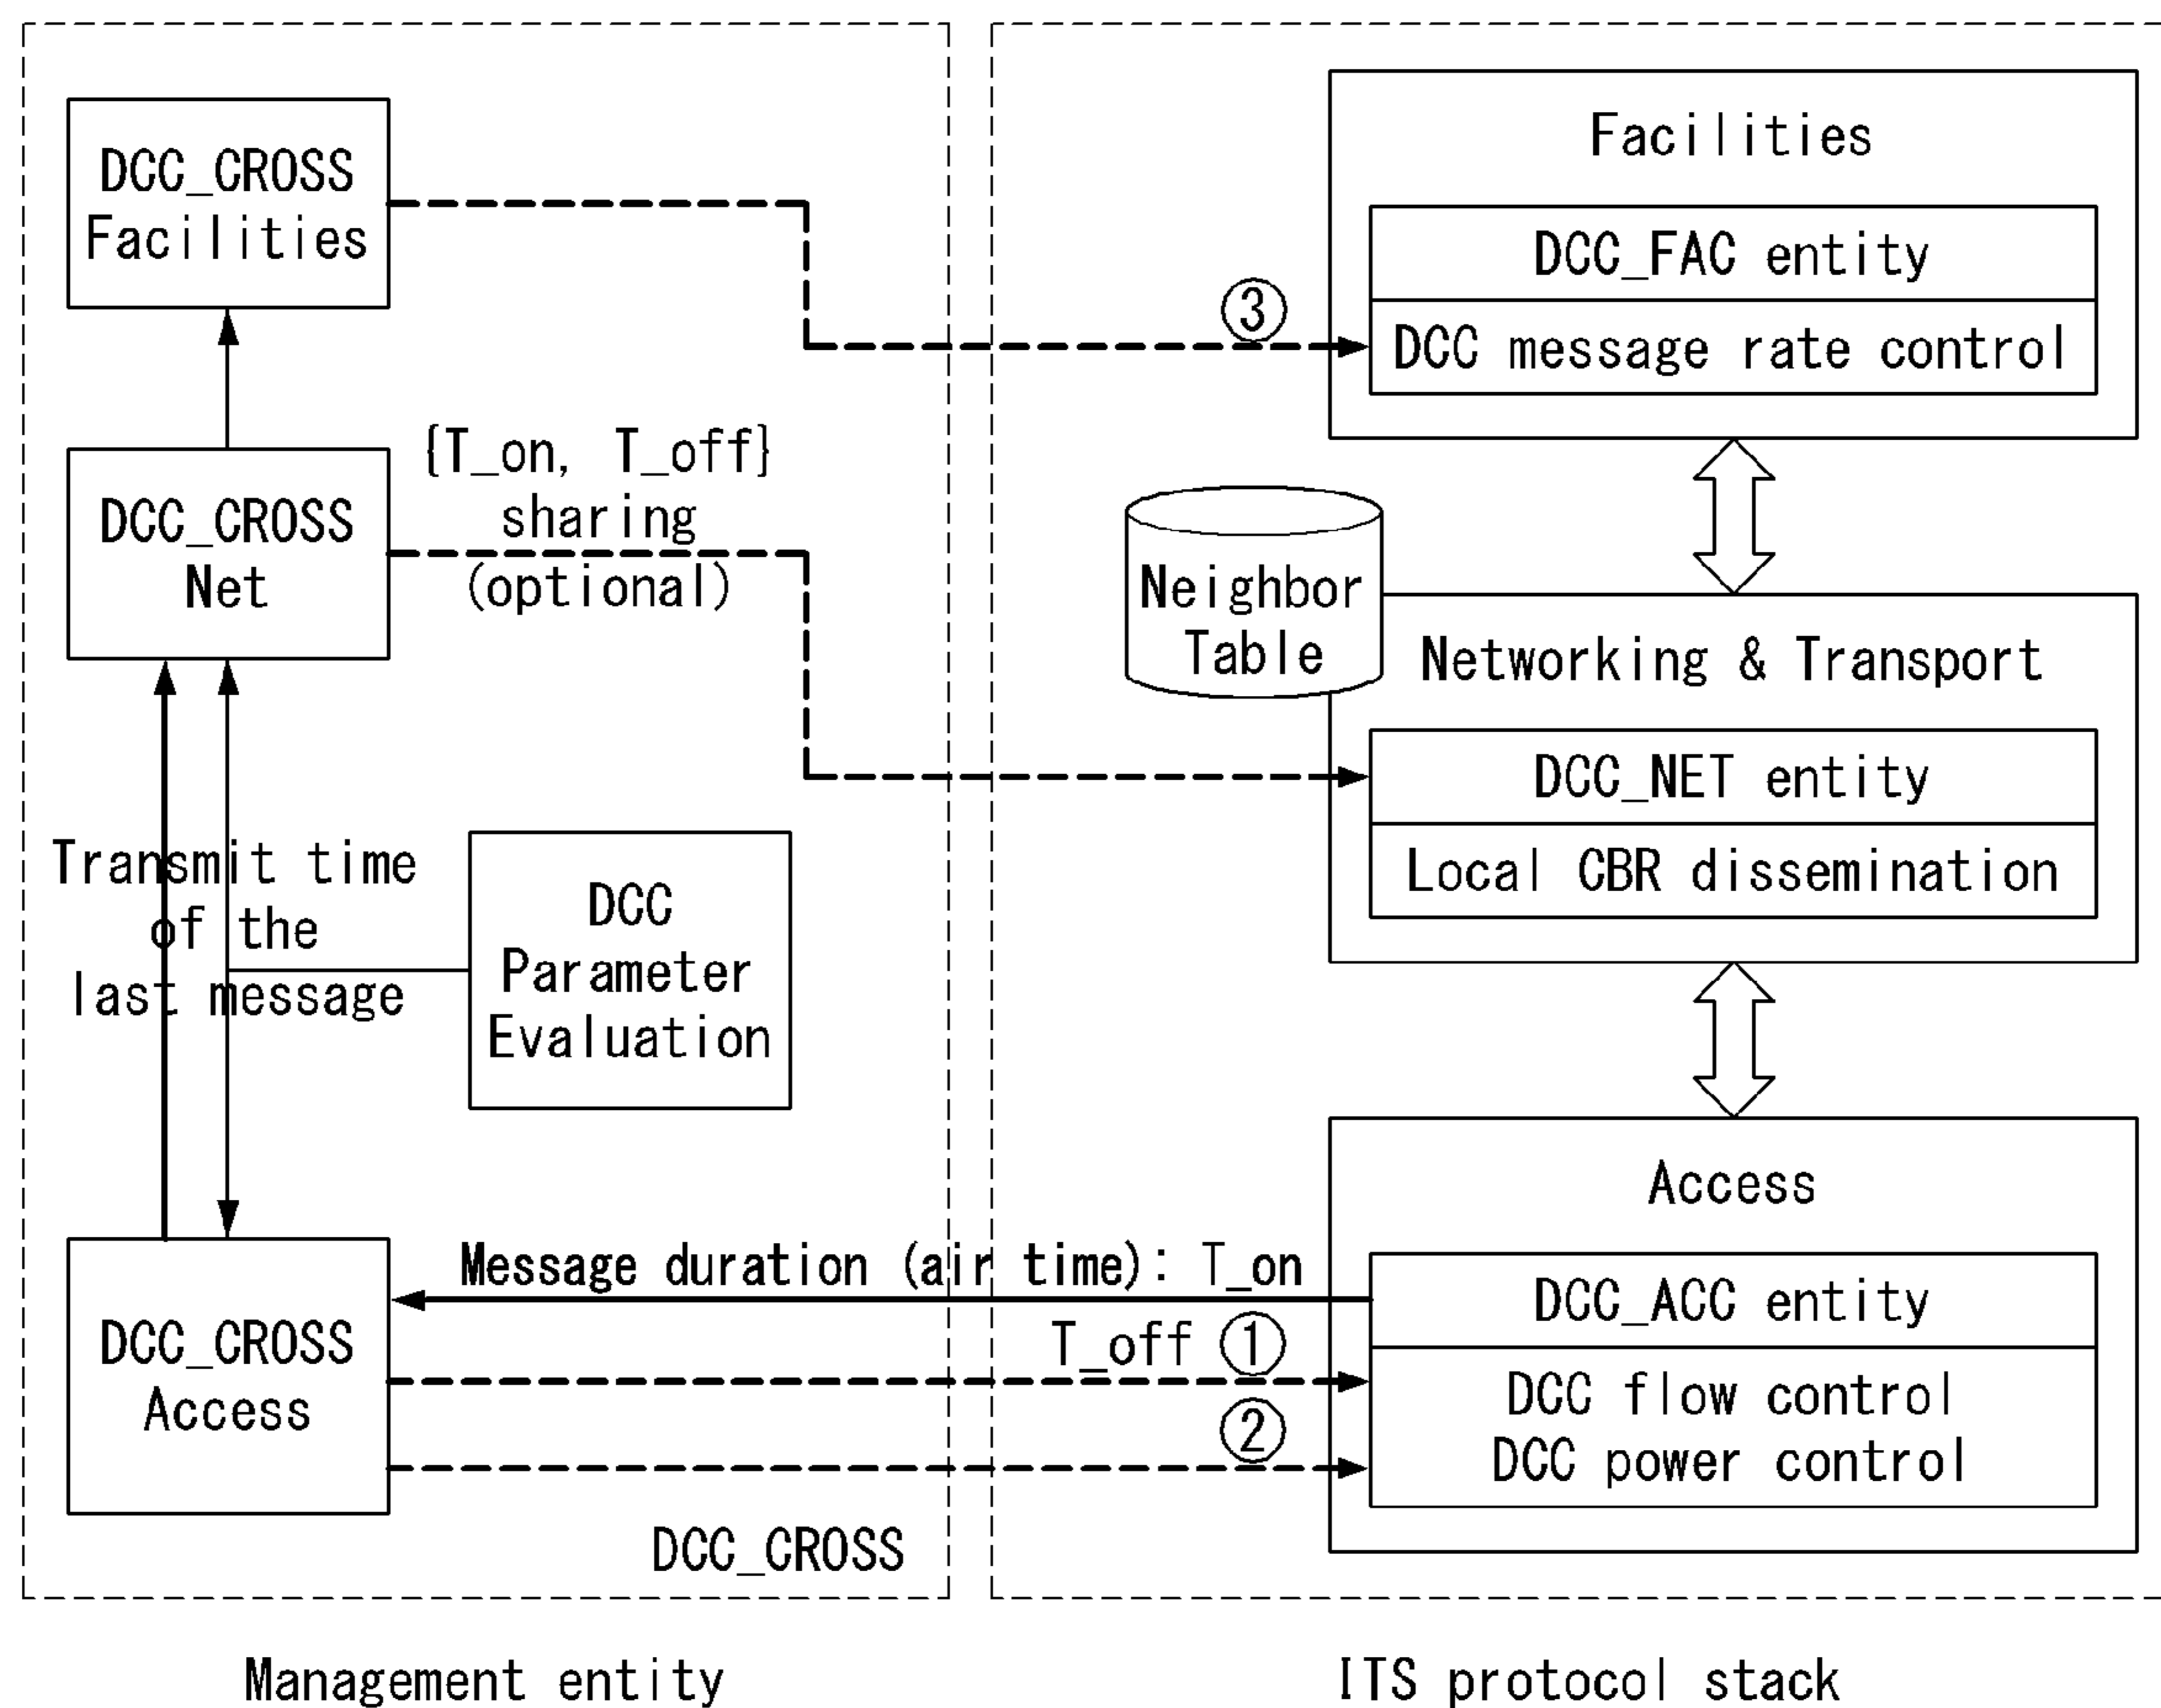 DCC_CROSS
Facilities
Facilities
DCC_FAC entity
③
DCC message rate control
{T_on, T_off}
sharing
(optional)
DCC_CROSS
Net
Neighbor
Table
Networking & Transport
DCC_NET entity
Local CBR dissemination
Transmit time
of the
last message
DCC
Parameter
Evaluation
Access
Message duration (air time): T_on
DCC_ACC entity
T_off ①
DCC_CROSS
Access
DCC flow control
②
DCC power control
DCC_CROSS
Management entity
ITS protocol stack